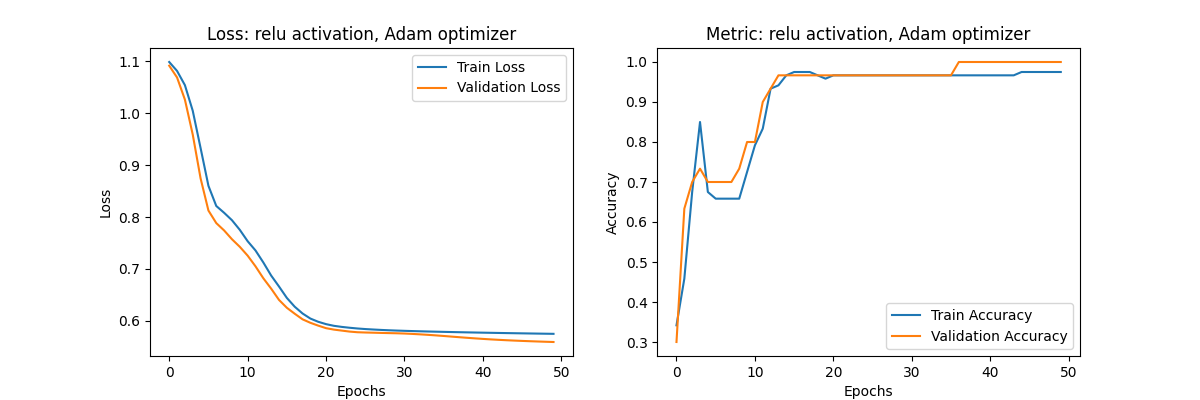 Loss: relu activation, Adam optimizer
Train Loss
Validation Loss
1.1
1.0
0.9
0.8
0.7
0.6
Loss
0
10
20
30
40
50
Epochs
Metric: relu activation, Adam optimizer
1.0
0.9
0.8
0.7
0.6
0.5
0.4
0.3
Accuracy
Train Accuracy
Validation Accuracy
0
10
20
30
40
50
Epochs